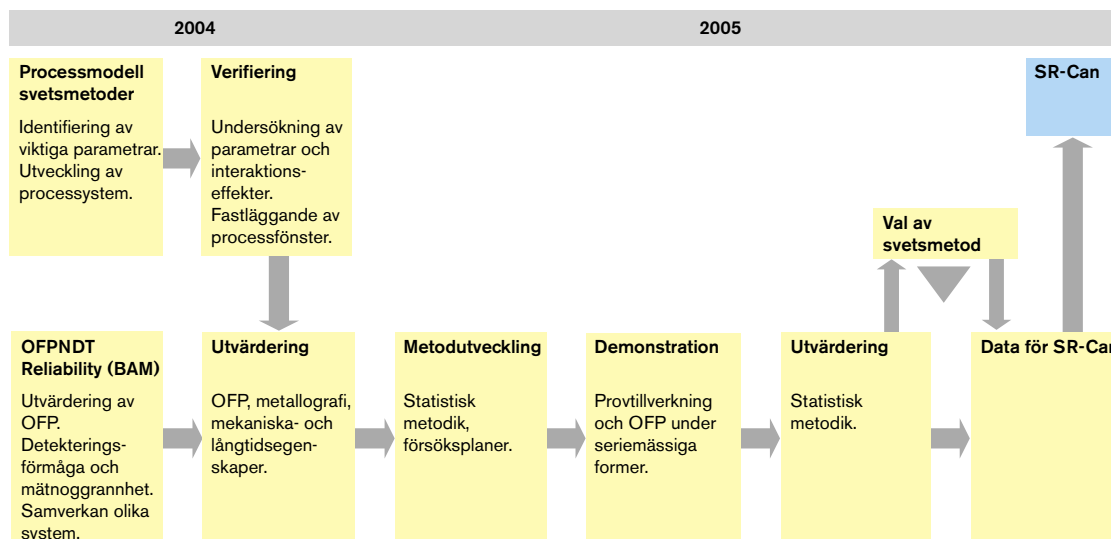 2004
2005
Processmodell
svetsmetoder
Identifiering av
viktiga parametrar.
Utveckling av
processystem.
Verifiering
Undersökning av
parametrar och
interaktions-
effekter.
Fastläggande av
processfönster.
SR-Can
Val av
svetsmetod
OFPNDT
Reliability (BAM)
Utvärdering av
OFP.
Detekterings-
förmåga och
mätnoggrannhet.
Samverkan olika
system.
Utvärdering
OFP, metallografi,
mekaniska- och
långtidsegen-
skaper.
Metodutveckling
Statistisk
metodik,
försöksplaner.
Demonstration
Provtillverkning
och OFP under
seriemässiga
former.
Utvärdering
Statistisk
metodik.
Data för SR-Can